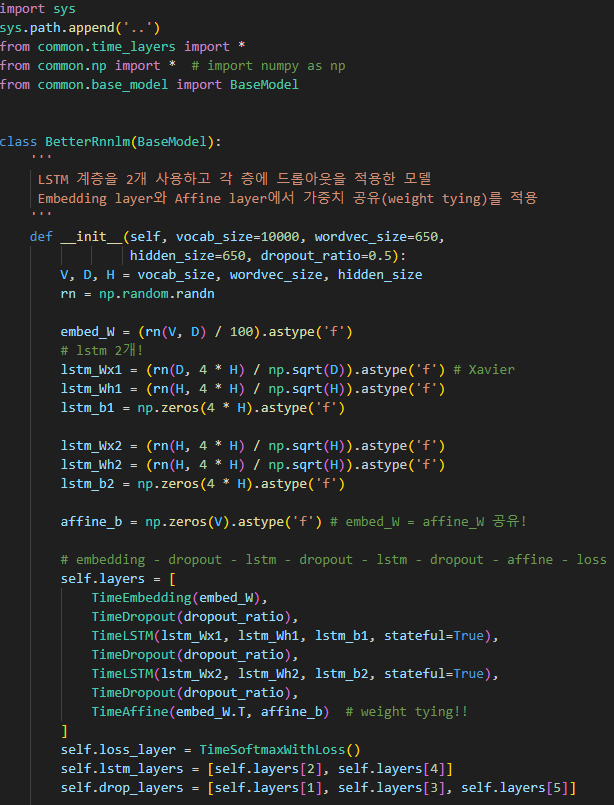 import sys
sys.path.append('..')
from common.time_layers import *
from common.np import *  # import numpy as np
from common.base_model import BaseModel


class BetterRnnlm(BaseModel):
    '''
     LSTM 계층을 2개 사용하고 각 층에 드롭아웃을 적용한 모델
     Embedding layer와 Affine layer에서 가중치 공유(weight tying)를 적용
    '''
    def __init__(self, vocab_size=10000, wordvec_size=650,
                 hidden_size=650, dropout_ratio=0.5):
        V, D, H = vocab_size, wordvec_size, hidden_size
        rn = np.random.randn

        embed_W = (rn(V, D) / 100).astype('f')
        # lstm 2개!
        lstm_Wx1 = (rn(D, 4 * H) / np.sqrt(D)).astype('f') # Xavier
        lstm_Wh1 = (rn(H, 4 * H) / np.sqrt(H)).astype('f')
        lstm_b1 = np.zeros(4 * H).astype('f')

        lstm_Wx2 = (rn(H, 4 * H) / np.sqrt(H)).astype('f')
        lstm_Wh2 = (rn(H, 4 * H) / np.sqrt(H)).astype('f')
        lstm_b2 = np.zeros(4 * H).astype('f')

        affine_b = np.zeros(V).astype('f') # embed_W = affine_W 공유!

        # embedding - dropout - lstm - dropout - lstm - dropout - affine - loss
        self.layers = [
            TimeEmbedding(embed_W),
            TimeDropout(dropout_ratio),
            TimeLSTM(lstm_Wx1, lstm_Wh1, lstm_b1, stateful=True),
            TimeDropout(dropout_ratio),
            TimeLSTM(lstm_Wx2, lstm_Wh2, lstm_b2, stateful=True),
            TimeDropout(dropout_ratio),
            TimeAffine(embed_W.T, affine_b)  # weight tying!!
        ]
        self.loss_layer = TimeSoftmaxWithLoss()
        self.lstm_layers = [self.layers[2], self.layers[4]]
        self.drop_layers = [self.layers[1], self.layers[3], self.layers[5]]